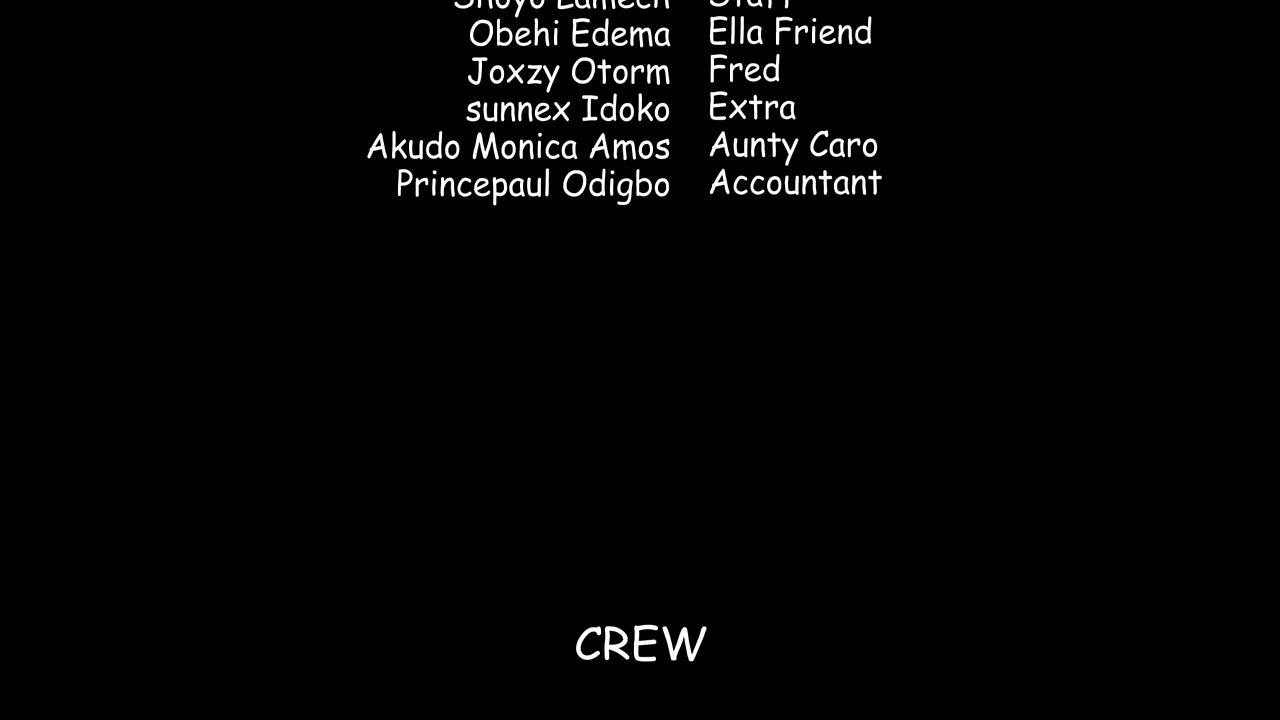 Obehi Edema Ella Friend
Joxzy Otorm Fred
sunnex Idoko Extra
Akudo Monica Amos Aunty Caro
Princepaul Odigbo Accountant
CREW